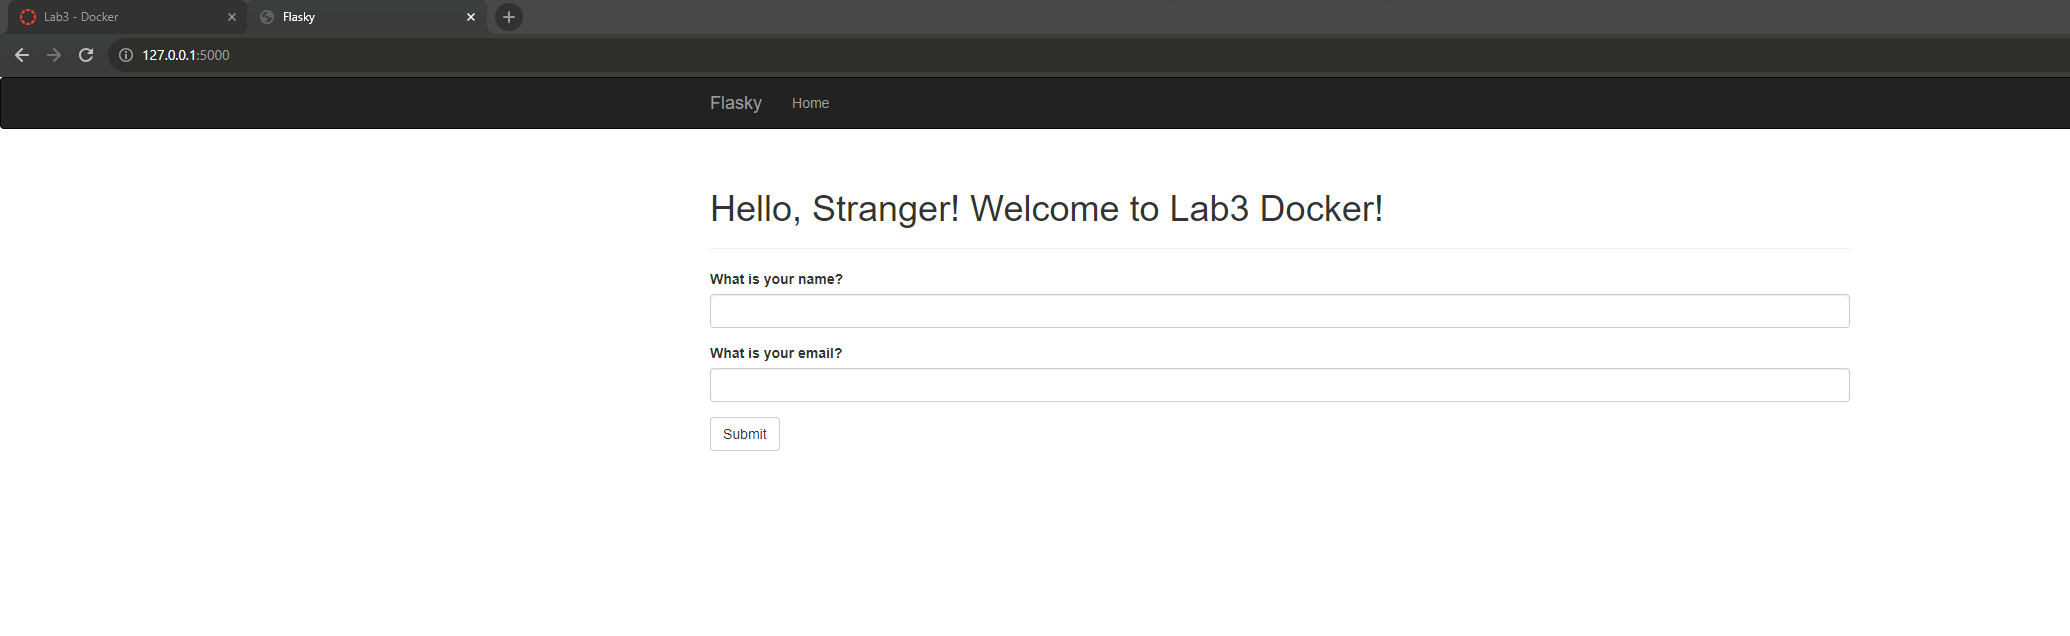 Lab3 - Docker
Flasky
127.0.0.1:5000
Flasky Home
Hello, Stranger! Welcome to Lab3 Docker!
What is your name?
What is your email?
Submit